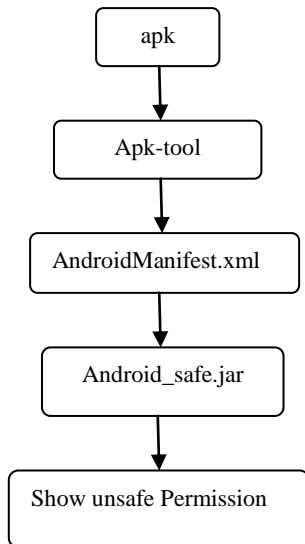 apk
Apk-tool
AndroidManifest.xml
Android_safe.jar
Show unsafe Permission